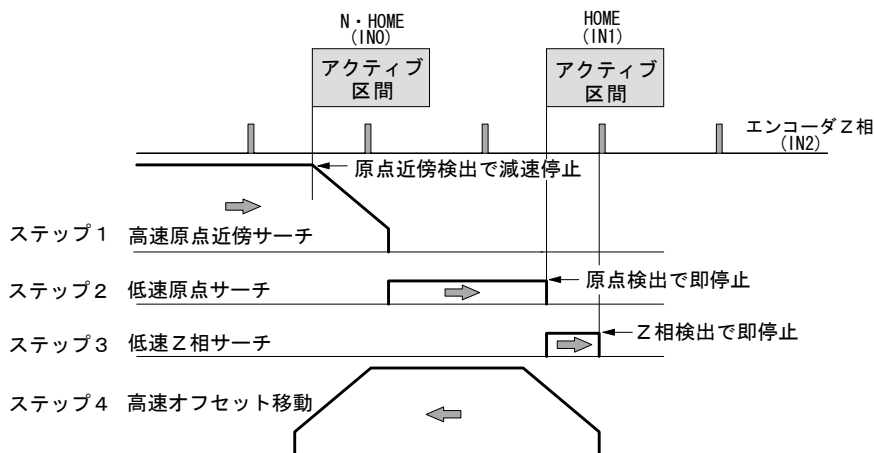 N・HOME
(IN0)
HOME
(IN1)
アクティブ
区間
アクティブ
区間
エンコーダZ相
(IN2)
原点近傍検出で減速停止
ステップ1 高速原点近傍サーチ
原点検出で即停止
ステップ2 低速原点サーチ
Z相検出で即停止
ステップ3 低速Z相サーチ
ステップ4 高速オフセット移動